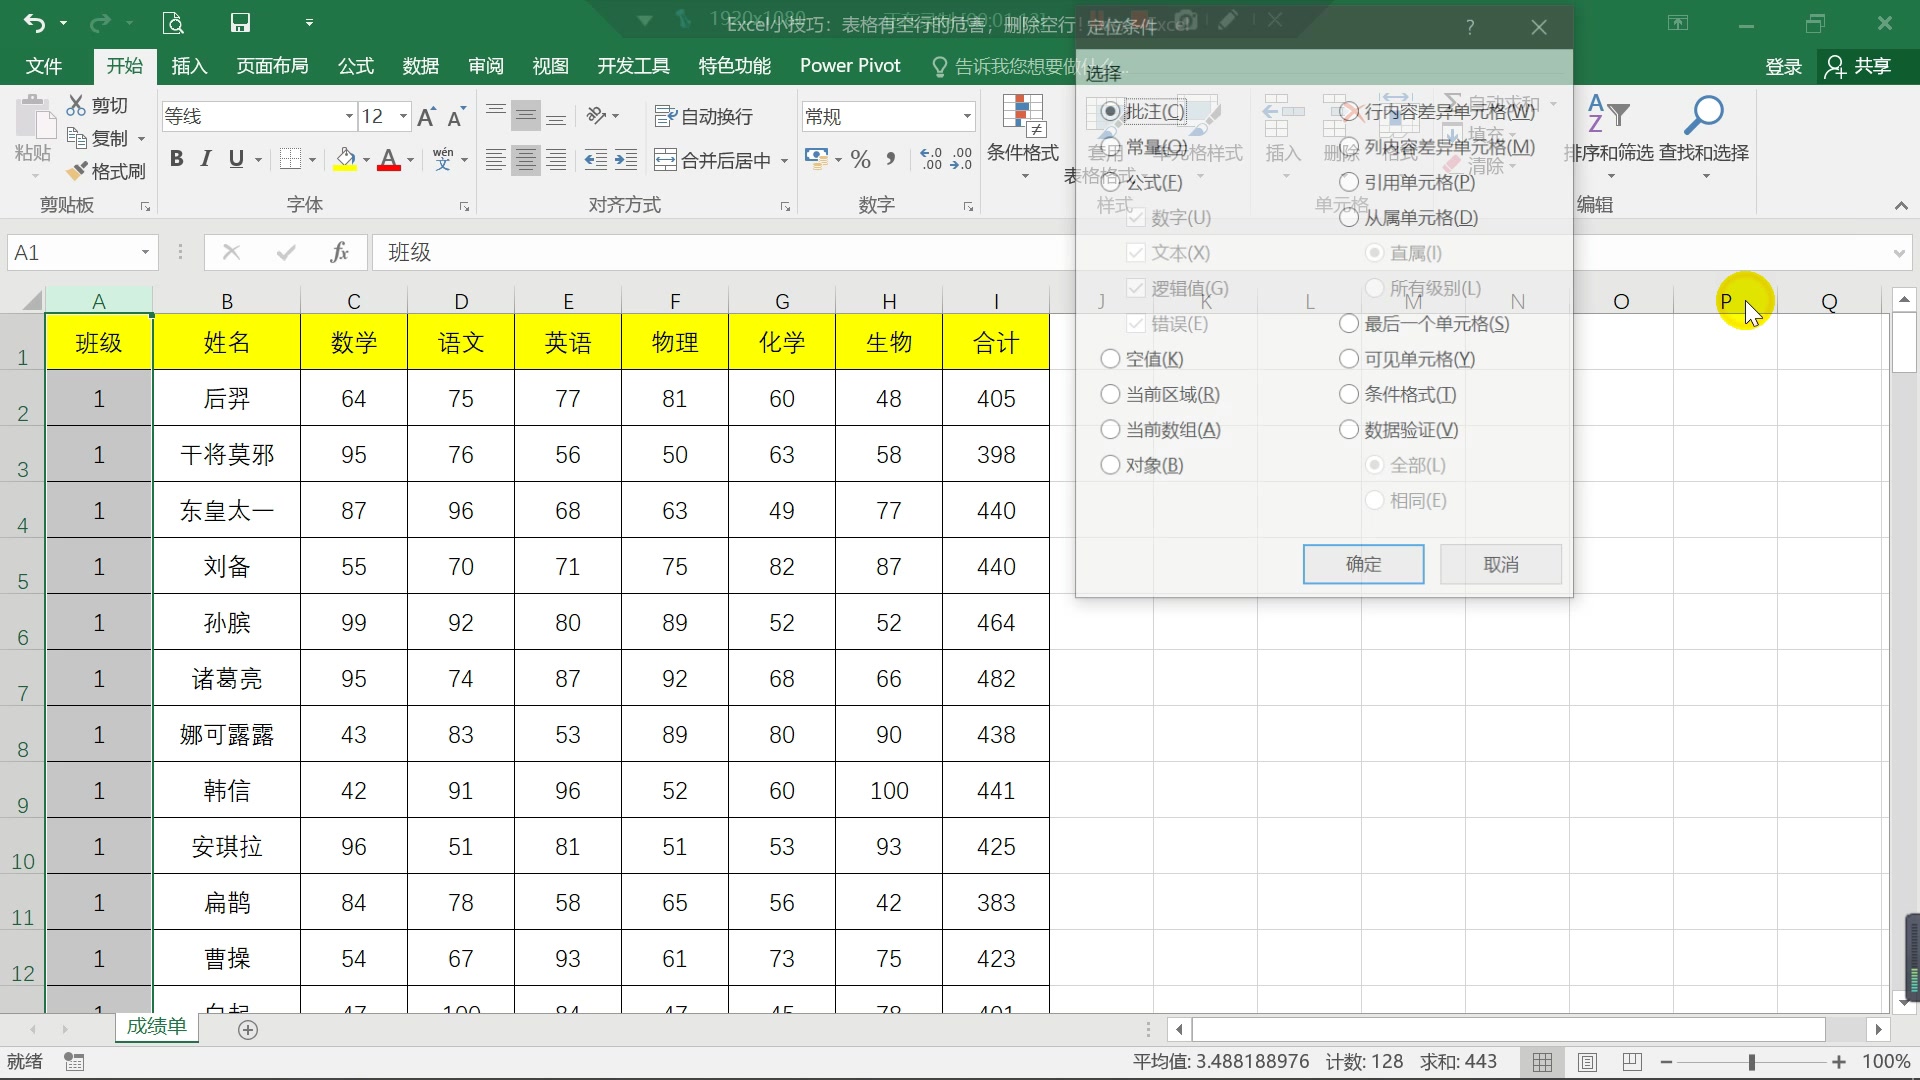 1920x1080 正在录制[00:01:13]
Excel小技巧：表格有空行的危害，删除空行！
文件 开始 插入 页面布局 公式 数据 审阅 视图 开发工具 特色功能 Power Pivot 告诉我您想要做什么... 登录 共享
粘贴 剪切 复制 格式刷 剪贴板
等线 12 B I U A wén 文 字体
自动换行 合并后居中 对齐方式
常规 % 数字
条件格式 套用表格格式 单元格样式 样式
插入 删除 格式 单元格
自动求和 填充 清除 排序和筛选 查找和选择 编辑
A1 fx 班级
定位条件 ?
选择
批注(C) 行内容差异单元格(W)
常量(O) 列内容差异单元格(M)
公式(F) 引用单元格(P)
数字(U) 从属单元格(D)
文本(X) 直属(I)
逻辑值(G) 所有级别(L)
错误(E) 最后一个单元格(S)
空值(K) 可见单元格(Y)
当前区域(R) 条件格式(T)
当前数组(A) 数据验证(V)
对象(B) 全部(L)
相同(E)
确定 取消
A B C D E F G H I J K L M N O P Q
1 班级 姓名 数学 语文 英语 物理 化学 生物 合计
2 1 后羿 64 75 77 81 60 48 405
3 1 干将莫邪 95 76 56 50 63 58 398
4 1 东皇太一 87 96 68 63 49 77 440
5 1 刘备 55 70 71 75 82 87 440
6 1 孙膑 99 92 80 89 52 52 464
7 1 诸葛亮 95 74 87 92 68 66 482
8 1 娜可露露 43 83 53 89 80 90 438
9 1 韩信 42 91 96 52 60 100 441
10 1 安琪拉 96 51 81 51 53 93 425
11 1 扁鹊 84 78 58 65 56 42 383
12 1 曹操 54 67 93 61 73 75 423
1 白起 47 100 84 47 45 78 401
成绩单
就绪 平均值: 3.488188976 计数: 128 求和: 443 100%